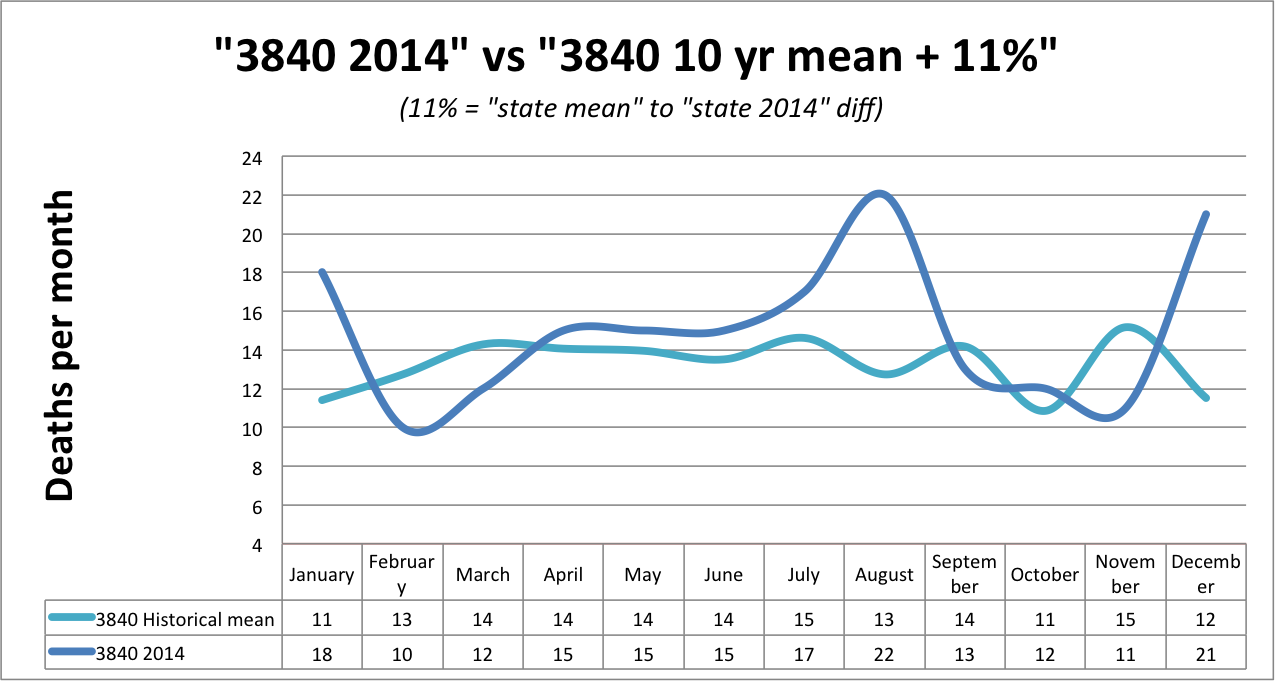 "3840 2014" vs "3840 10 yr mean + 11%"
(11% = "state mean" to "state 2014" diff)
Deaths per month
24
22
20
18
16
14
12
10
8
6
4
January Februar March April May June July August Septem October Novem Decemb
y ber ber er
3840 Historical mean 11 13 14 14 14 14 15 13 14 11 15 12
3840 2014 18 10 12 15 15 15 17 22 13 12 11 21